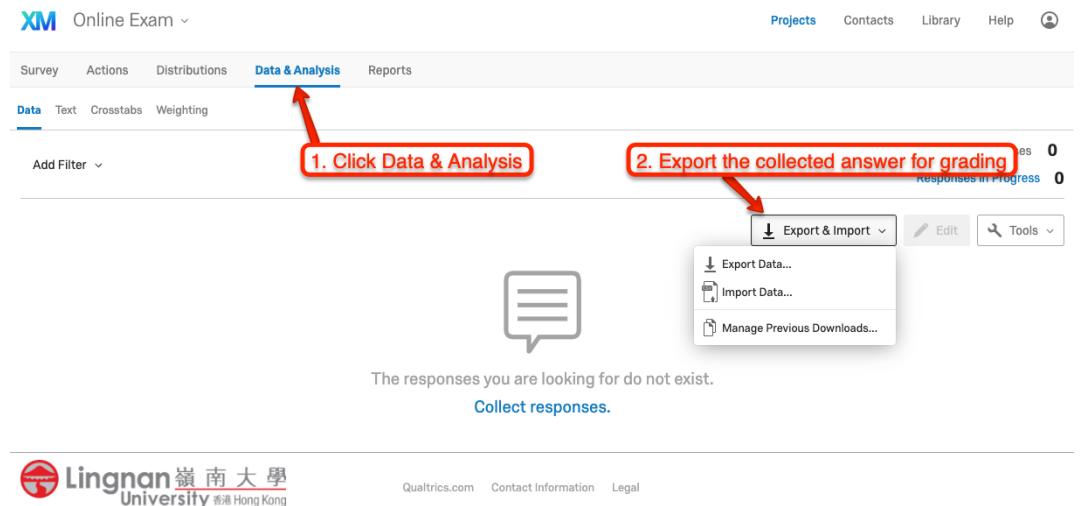 XM Online Exam
Projects Contacts Library Help
Survey Actions Distributions Data & Analysis Reports
Data Text Crosstabs Weighting
Add Filter
1. Click Data & Analysis
2. Export the collected answer for grading
0
Responses in Progress 0
Export & Import Edit Tools
Export Data...
Import Data...
Manage Previous Downloads...
The responses you are looking for do not exist.
Collect responses.
Lingnan 嶺南大學
University 香港 Hong Kong
Qualtrics.com Contact Information Legal